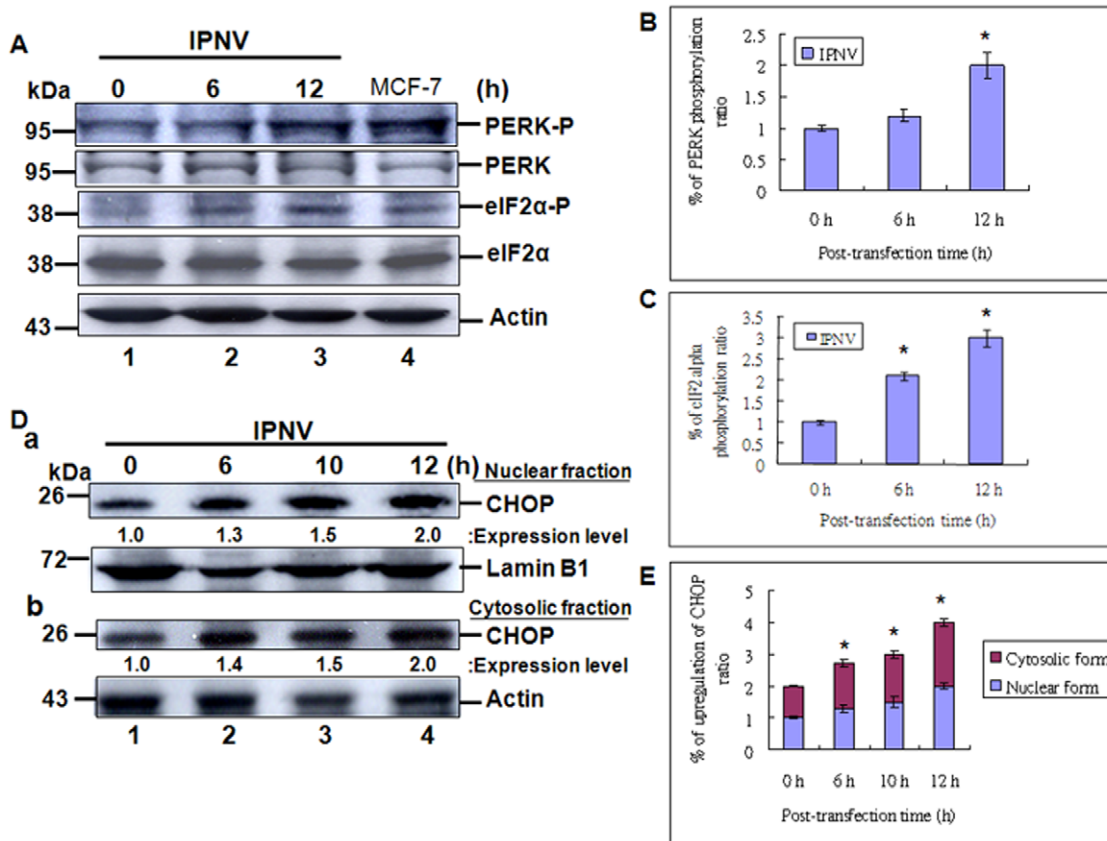 A
IPNV
kDa 0 6 12 MCF-7 (h)
95 PERK-P
95 PERK
38 eIF2α-P
38 eIF2α
43 Actin
1 2 3 4
B
IPNV
% of PERK phosphorylation
ratio
2.5
2
1.5
1
0.5
0
*
0 h 6 h 12 h
Post-transfection time (h)
C
IPNV
% of eIF2 alpha
phosphorylation ratio
3.5
3
2.5
2
1.5
1
0.5
0
* *
0 h 6 h 12 h
Post-transfection time (h)
D
a
IPNV
kDa 0 6 10 12 (h) Nuclear fraction
26 CHOP
1.0 1.3 1.5 2.0 :Expression level
72 Lamin B1
b
Cytosolic fraction
26 CHOP
1.0 1.4 1.5 2.0 :Expression level
43 Actin
1 2 3 4
E
% of upregulation of CHOP
ratio
5
4
3
2
1
0
* * *
0 h 6 h 10 h 12 h
Post-transfection time (h)
Cytosolic form
Nuclear form